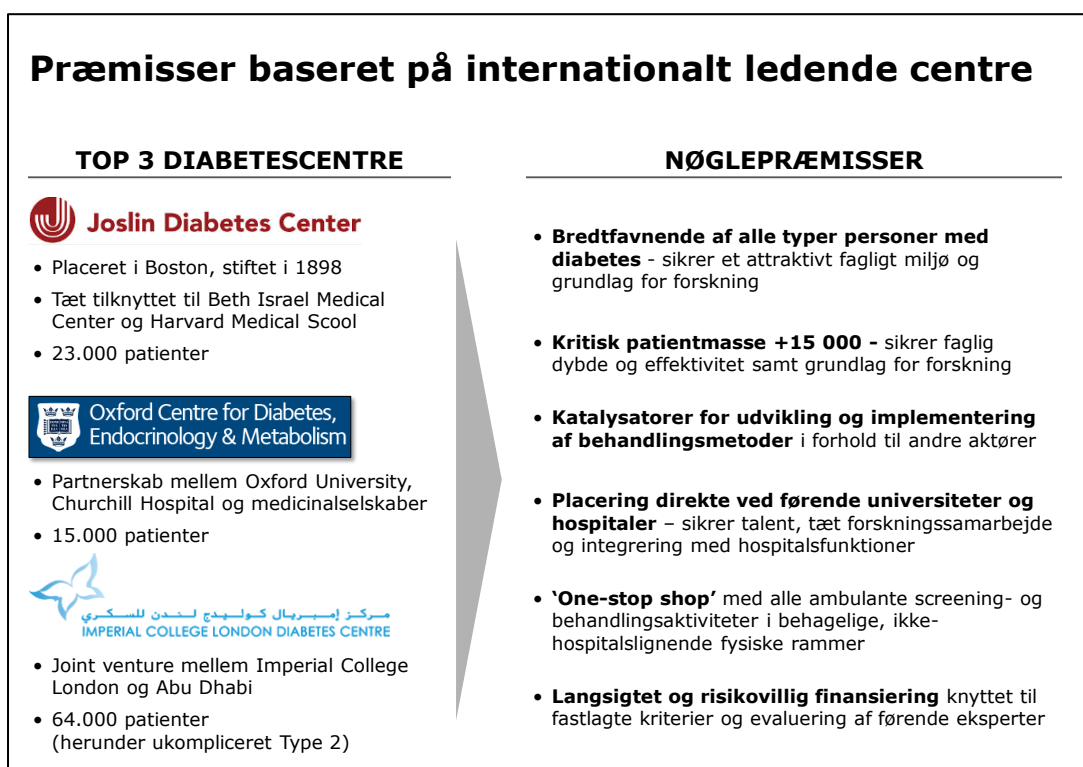 Præmisser baseret på internationalt ledende centre
TOP 3 DIABETESCENTRE
Joslin Diabetes Center
• Placeret i Boston, stiftet i 1898
• Tæt tilknyttet til Beth Israel Medical
Center og Harvard Medical Scool
• 23.000 patienter
Oxford Centre for Diabetes,
Endocrinology & Metabolism
• Partnerskab mellem Oxford University,
Churchill Hospital og medicinalselskaber
• 15.000 patienter
مركز إمبريال كوليدج لندن للسكري
IMPERIAL COLLEGE LONDON DIABETES CENTRE
• Joint venture mellem Imperial College
London og Abu Dhabi
• 64.000 patienter
(herunder ukompliceret Type 2)
NØGLEPRÆMISSER
• Bredtfavnende af alle typer personer med
diabetes - sikrer et attraktivt fagligt miljø og
grundlag for forskning
• Kritisk patientmasse +15 000 - sikrer faglig
dybde og effektivitet samt grundlag for forskning
• Katalysatorer for udvikling og implementering
af behandlingsmetoder i forhold til andre aktører
• Placering direkte ved førende universiteter og
hospitaler – sikrer talent, tæt forskningssamarbejde
og integrering med hospitalsfunktioner
• ‘One-stop shop’ med alle ambulante screening- og
behandlingsaktiviteter i behagelige, ikke-
hospitalslignende fysiske rammer
• Langsigtet og risikovillig finansiering knyttet til
fastlagte kriterier og evaluering af førende eksperter